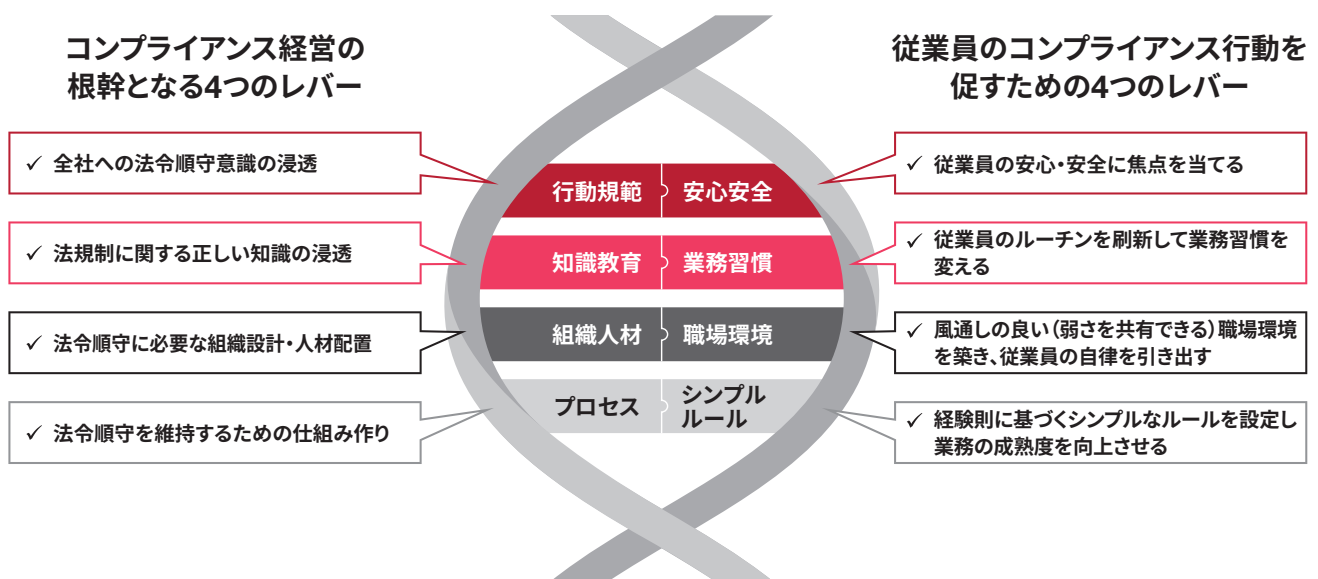 コンプライアンス経営の
根幹となる4つのレバー
従業員のコンプライアンス行動を
促すための4つのレバー
✓ 全社への法令順守意識の浸透
行動規範
安心安全
✓ 従業員の安心・安全に焦点を当てる
✓ 法規制に関する正しい知識の浸透
知識教育
業務習慣
✓ 従業員のルーチンを刷新して業務習慣を
変える
✓ 法令順守に必要な組織設計・人材配置
組織人材
職場環境
✓ 風通しの良い(弱さを共有できる)職場環境
を築き、従業員の自律を引き出す
✓ 法令順守を維持するための仕組み作り
プロセス
シンプル
ルール
✓ 経験則に基づくシンプルなルールを設定し
業務の成熟度を向上させる